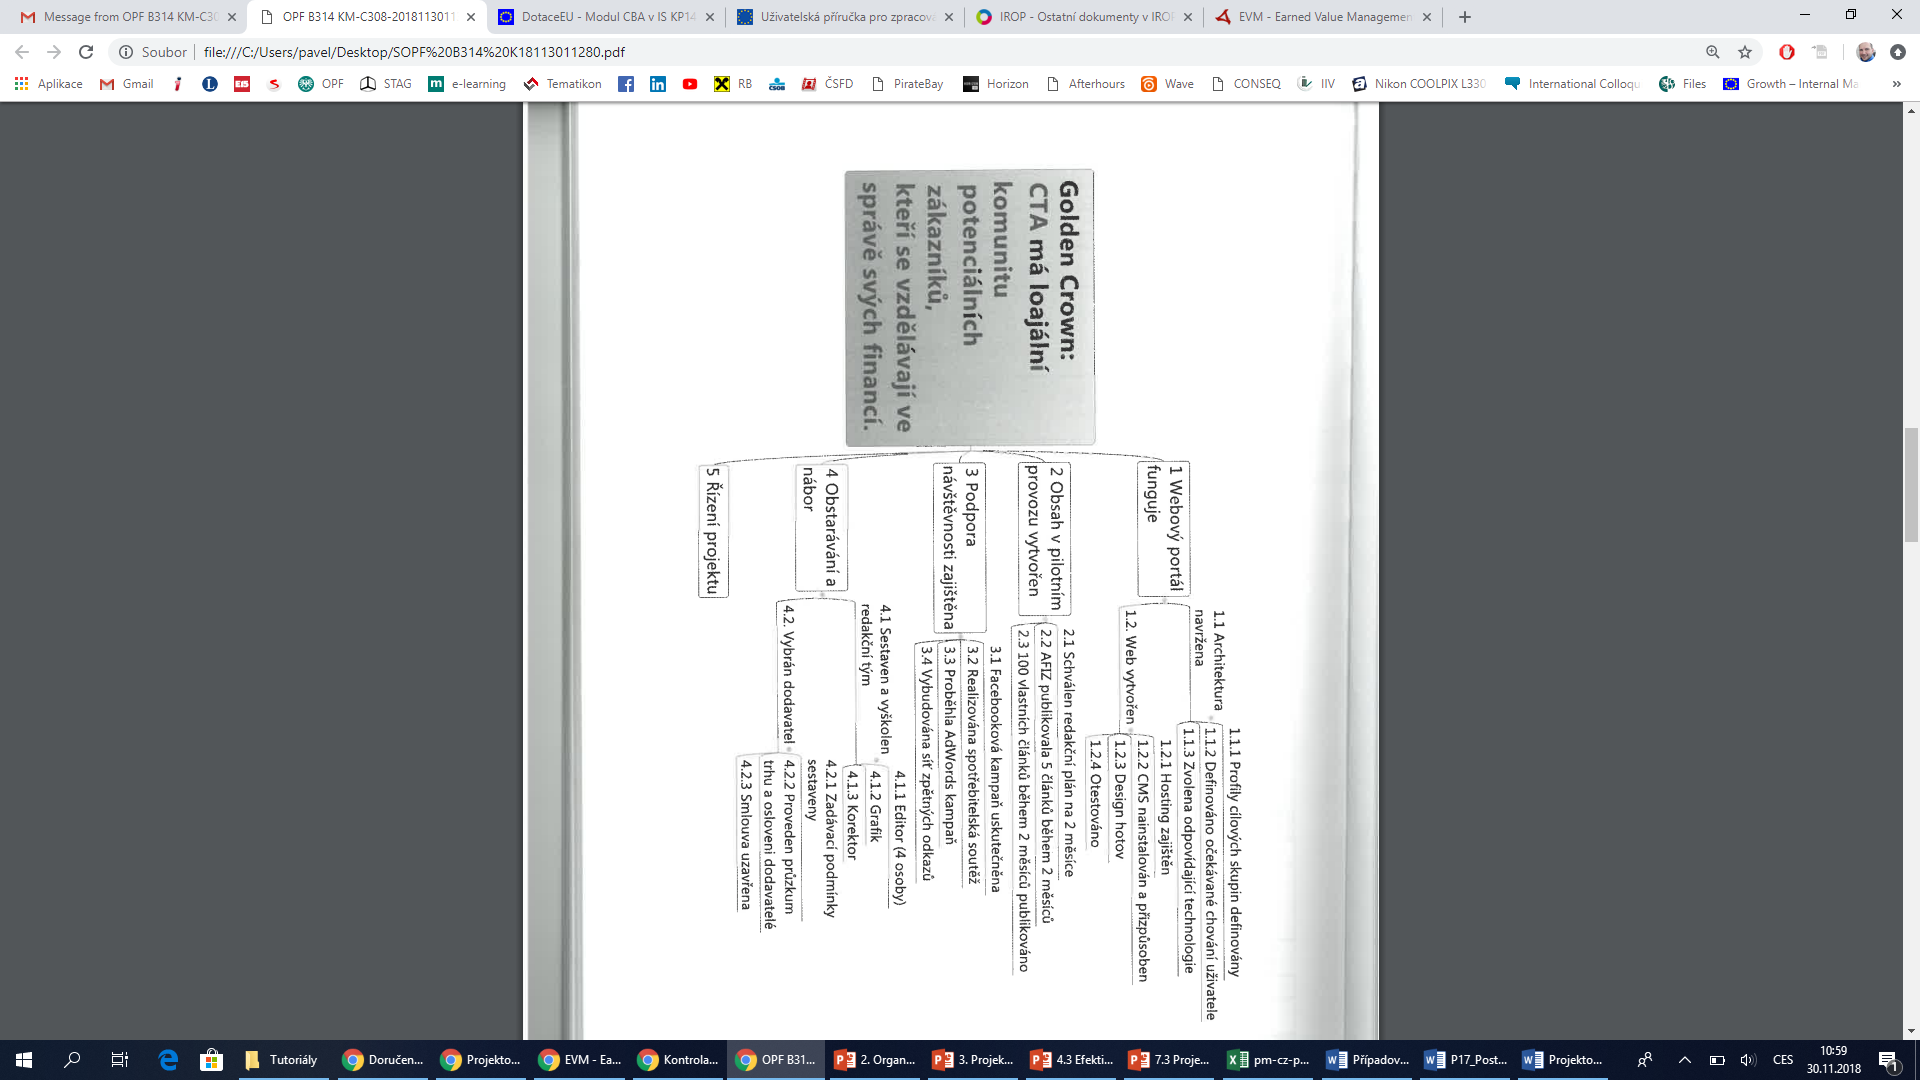 Message from OPF B314 KM-C30
OPF B314 KM-C308-2018113011
DotaceEU - Modul CBA v IS KP14
Uživatelská příručka pro zpracov
IROP - Ostatní dokumenty v IROP
EVM - Earned Value Managemen
Soubor
file:///C:/Users/pavel/Desktop/SOPF%20B314%20K18113011280.pdf
Aplikace
Gmail
EIS
OPF
STAG
e-learning
Tematikon
RB
ČSFD
PirateBay
Horizon
Afterhours
Wave
CONSEQ
IIV
Nikon COOLPIX L330
International Colloqu
Files
Growth – Internal Ma
»
Golden Crown:
CTA má loajální
komunitu
potenciálních
zákazníků,
kteří se vzdělávají ve
správě svých financí.
1 Webový portál
funguje
1.1 Architektura
navržena
1.1.1 Profily cílových skupin definovány
1.1.2 Definováno očekávané chování uživatele
1.1.3 Zvolena odpovídající technologie
1.2. Web vytvořen
1.2.1 Hosting zajištěn
1.2.2 CMS nainstalován a přizpůsoben
1.2.3 Design hotov
1.2.4 Otestováno
2 Obsah v pilotním
provozu vytvořen
2.1 Schválen redakční plán na 2 měsíce
2.2 AFIZ publikovala 5 článků během 2 měsíců
2.3 100 vlastních článků během 2 měsíců publikováno
3 Podpora
návštěvnosti zajištěna
3.1 Facebooková kampaň uskutečněna
3.2 Realizována spotřebitelská soutěž
3.3 Proběhla AdWords kampaň
3.4 Vybudována síť zpětných odkazů
4 Obstarávání a
nábor
4.1 Sestaven a vyškolen
redakční tým
4.1.1 Editor (4 osoby)
4.1.2 Grafik
4.1.3 Korektor
4.2. Vybrán dodavatel
4.2.1 Zadávací podmínky
sestaveny
4.2.2 Proveden průzkum
trhu a osloveni dodavatelé
4.2.3 Smlouva uzavřena
5 Řízení projektu
Tutoriály
Doručen...
Projekto...
EVM - Ea...
Kontrola...
OPF B31...
2. Organ...
3. Projek...
4.3 Efekti...
7.3 Proje...
pm-cz-p...
Případov...
P17_Post...
Projekto...
CES
10:59
30.11.2018
1